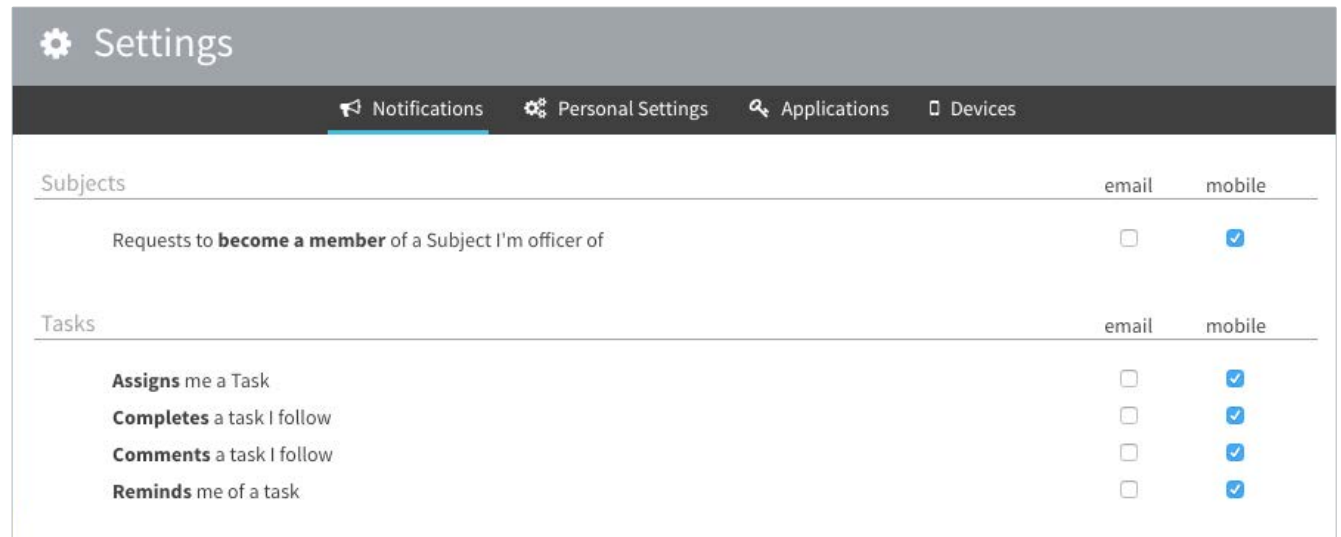 Settings
Notifications Personal Settings Applications Devices
Subjects email mobile
Requests to become a member of a Subject I'm officer of
Tasks email mobile
Assigns me a Task
Completes a task I follow
Comments a task I follow
Reminds me of a task